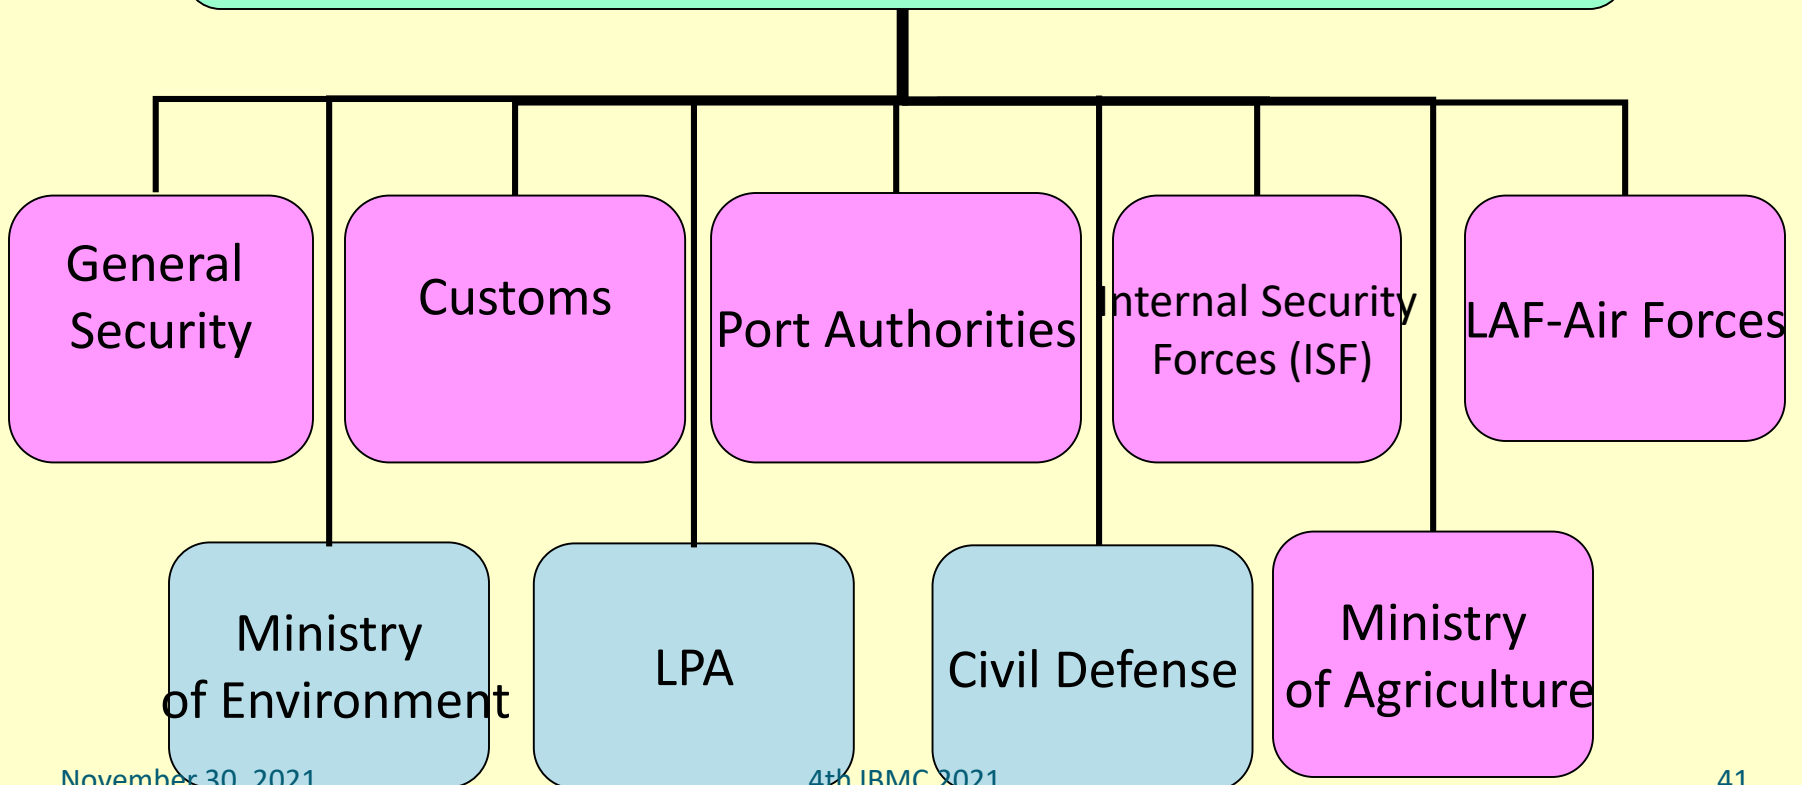 General
Security
Customs
Port Authorities
Internal Security
Forces (ISF)
LAF-Air Forces
Ministry
of Environment
LPA
Civil Defense
Ministry
of Agriculture
November 30, 2021
4th IBMC 2021
41